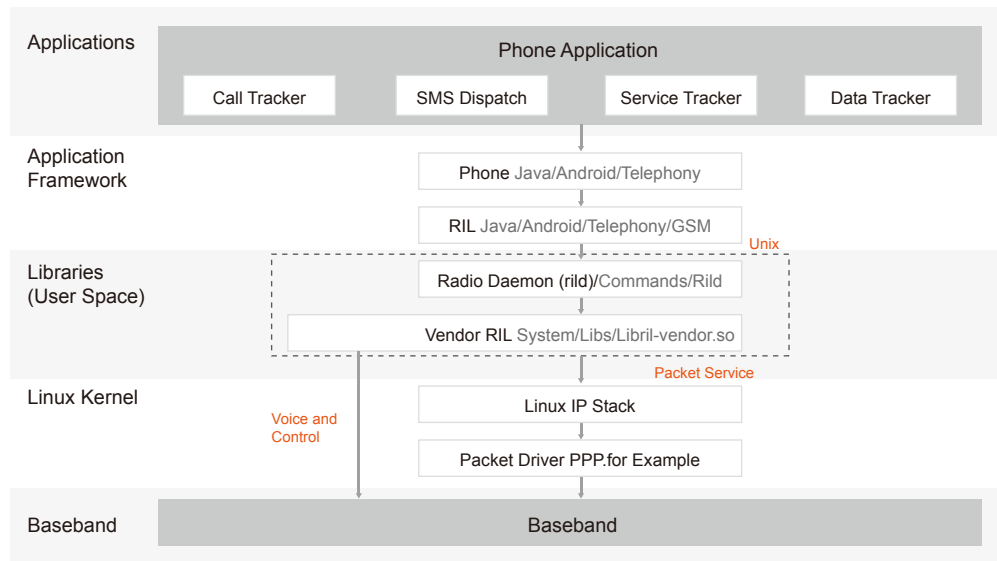 Applications
Phone Application
Call Tracker
SMS Dispatch
Service Tracker
Data Tracker
Application
Framework
Phone Java/Android/Telephony
RIL Java/Android/Telephony/GSM
Unix
Libraries
(User Space)
Radio Daemon (rild)/Commands/Rild
Vendor RIL System/Libs/Libril-vendor.so
Packet Service
Linux Kernel
Linux IP Stack
Voice and
Control
Packet Driver PPP.for Example
Baseband
Baseband